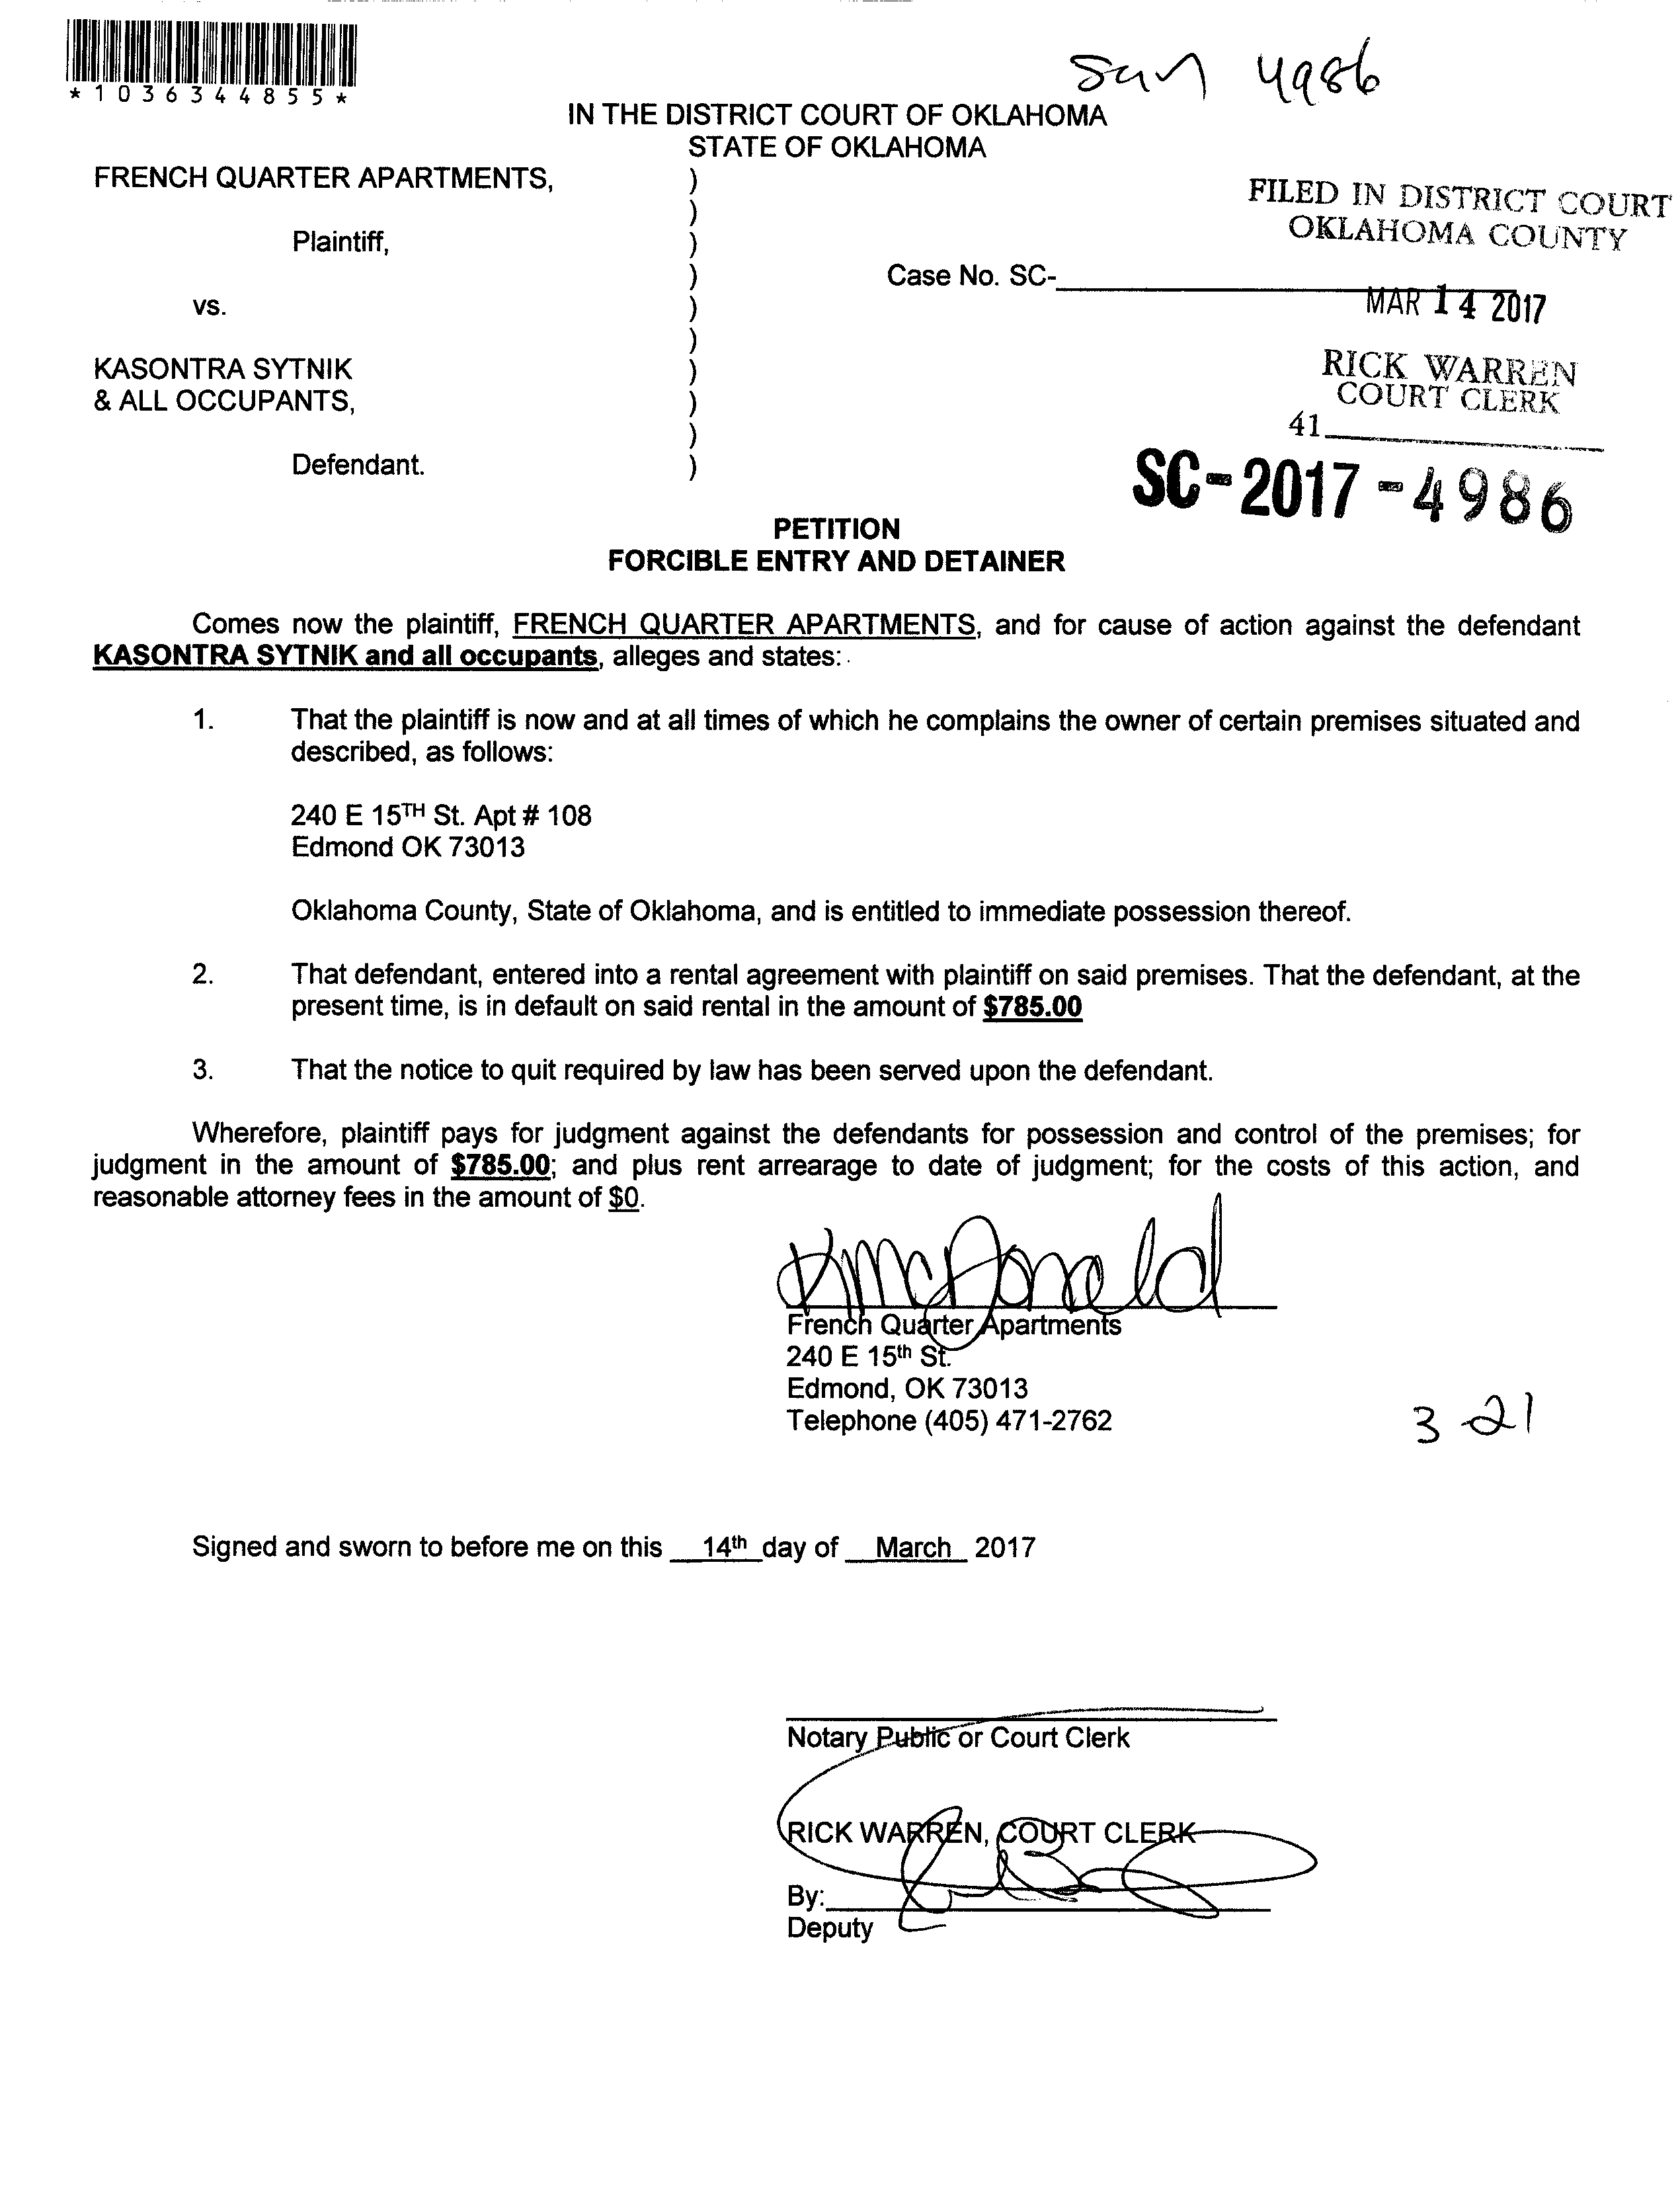 *1036344855*
4986
IN THE DISTRICT COURT OF OKLAHOMA
STATE OF OKLAHOMA
FRENCH QUARTER APARTMENTS, )
)
Plaintiff, )
) Case No. SC-
vs. )
)
KASONTRA SYTNIK )
& ALL OCCUPANTS, )
)
Defendant. )
FILED IN DISTRICT COURT
OKLAHOMA COUNTY
MAR 14 2017
RICK WARREN
COURT CLERK
41
SC-2017-4986
PETITION
FORCIBLE ENTRY AND DETAINER
Comes now the plaintiff, FRENCH QUARTER APARTMENTS, and for cause of action against the defendant
KASONTRA SYTNIK and all occupants, alleges and states:
1. That the plaintiff is now and at all times of which he complains the owner of certain premises situated and
described, as follows:
240 E 15TH St. Apt # 108
Edmond OK 73013
Oklahoma County, State of Oklahoma, and is entitled to immediate possession thereof.
2. That defendant, entered into a rental agreement with plaintiff on said premises. That the defendant, at the
present time, is in default on said rental in the amount of $785.00
3. That the notice to quit required by law has been served upon the defendant.
Wherefore, plaintiff pays for judgment against the defendants for possession and control of the premises; for
judgment in the amount of $785.00; and plus rent arrearage to date of judgment; for the costs of this action, and
reasonable attorney fees in the amount of $0.
KMcDonald
French Quarter Apartments
240 E 15th St.
Edmond, OK 73013
Telephone (405) 471-2762
3-21
Signed and sworn to before me on this 14th day of March 2017
Notary Public or Court Clerk
RICK WARREN, COURT CLERK
By:
Deputy